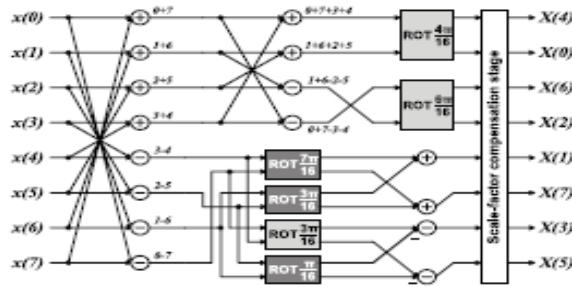 x(0) 0+7 0+7+3+4 ROT 4π/16 X(4)
x(1) 1+6 1+6+2+5 X(0)
x(2) 2+5 1+6-2-5 ROT 6π/16 X(6)
x(3) 3+4 0+7-3-4 X(2)
x(4) 3-4 ROT 7π/16 X(1)
x(5) 2-5 ROT 3π/16 X(7)
x(6) 1-6 ROT 3π/16 X(3)
x(7) 0-7 ROT π/16 X(5)
Scale-factor compensation stage